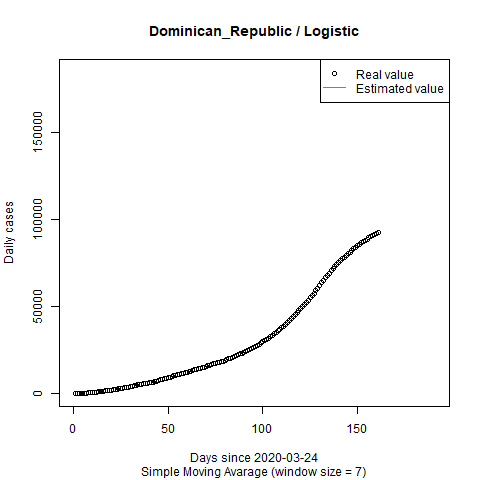 Dominican_Republic / Logistic
Real value
Estimated value
Daily cases
150000
100000
50000
0
0
50
100
150
Days since 2020-03-24
Simple Moving Avarage (window size = 7)